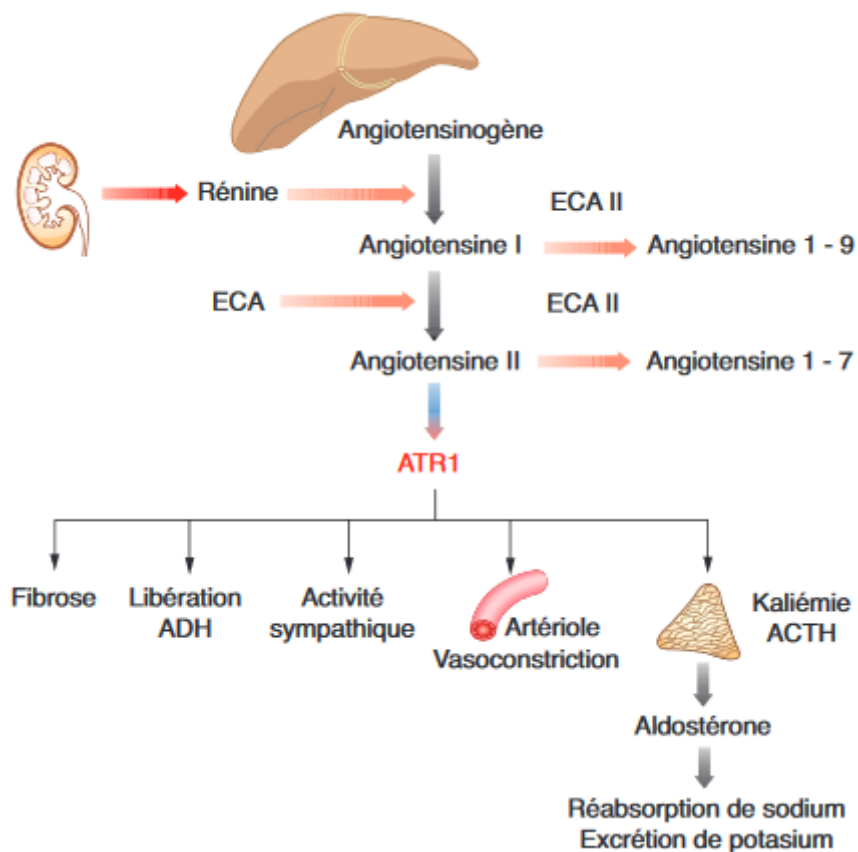 Angiotensinogène
Rénine
ECA II
Angiotensine I
Angiotensine 1 - 9
ECA
ECA II
Angiotensine II
Angiotensine 1 - 7
ATR1
Fibrose
Libération
ADH
Activité
sympathique
Artériole
Vasoconstriction
Kaliémie
ACTH
Aldostérone
Réabsorption de sodium
Excrétion de potasium